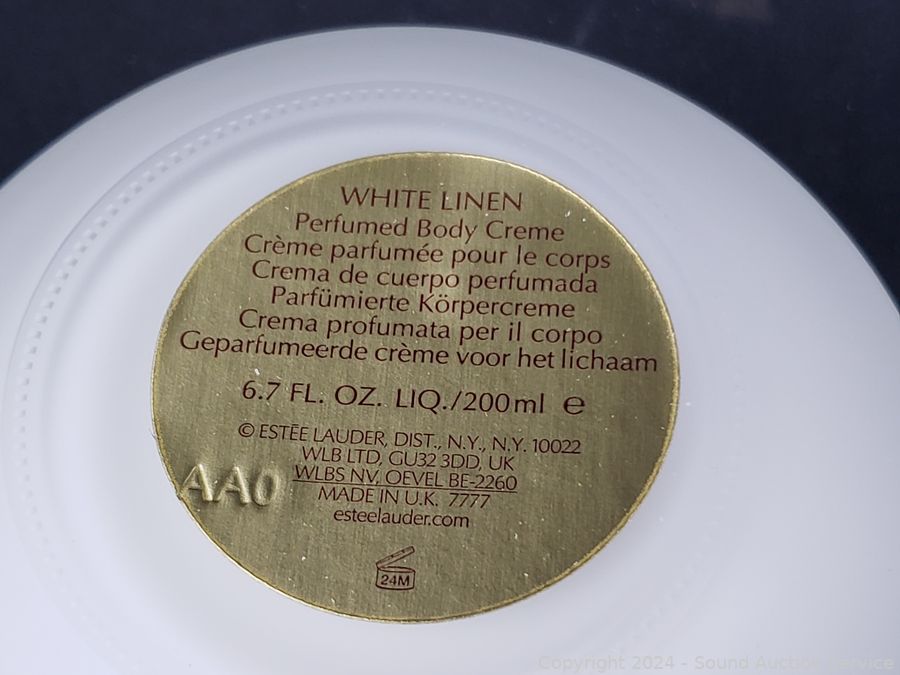 WHITE LINEN
Perfumed Body Creme
Crème parfumée pour le corps
Crema de cuerpo perfumada
Parfümierte Körpercreme
Crema profumata per il corpo
Geparfumeerde crème voor het lichaam
6.7 FL. OZ. LIQ./200ml ℮
© ESTĒE LAUDER, DIST., N.Y., N.Y. 10022
WLB LTD, GU32 3DD, UK
WLBS NV, OEVEL BE-2260
MADE IN U.K. 7777
esteelauder.com
AA0
24M
Copyright 2024 - Sound Auction Service